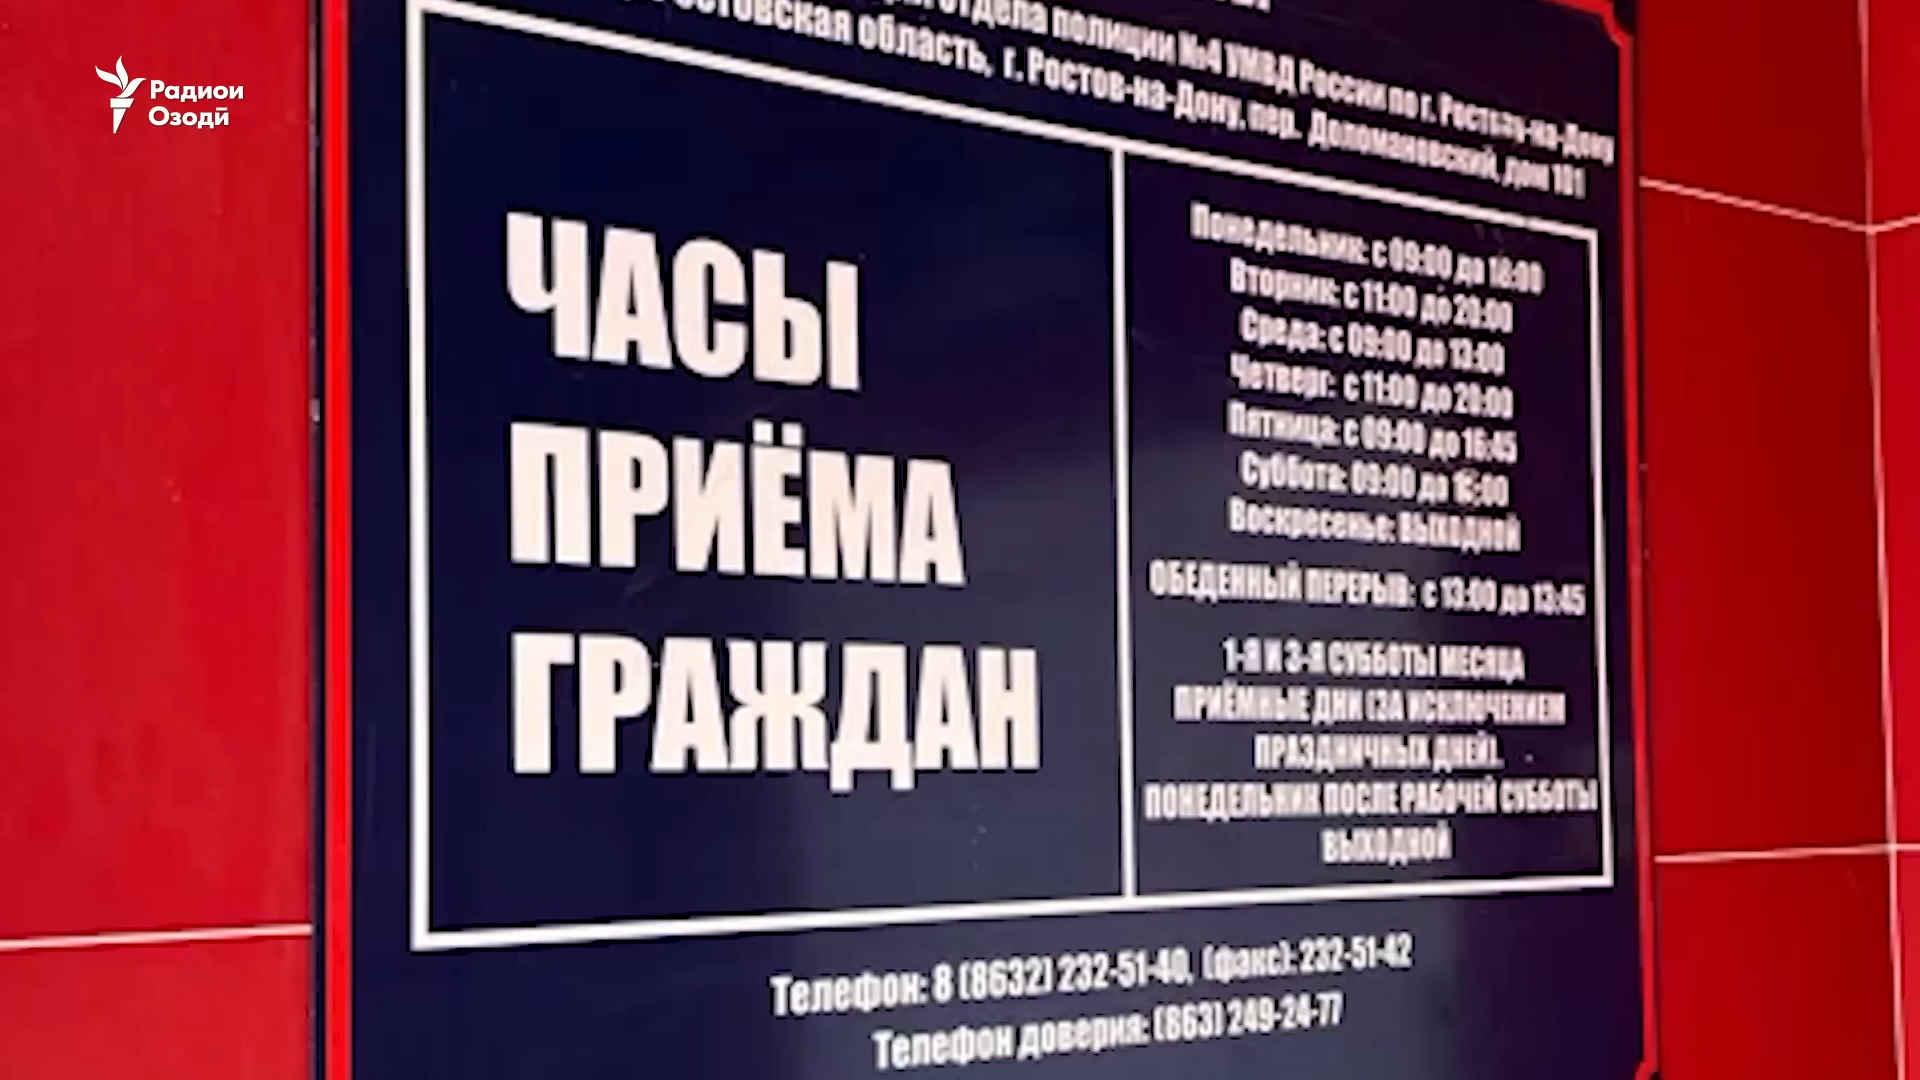 Радиои
Озодӣ
отдела полиции №4 УМВД России по г. Ростову-на-Дону
Ростовская область, г. Ростов-на-Дону, пер. Доломановский, дом 101
ЧАСЫ
ПРИЁМА
ГРАЖДАН
Понедельник: с 09:00 до 18:00
Вторник: с 11:00 до 20:00
Среда: с 09:00 до 13:00
Четверг: с 11:00 до 20:00
Пятница: с 09:00 до 16:45
Суббота: 09:00 до
Воскресенье: ВЫХОДНОЙ
ОБЕДЕННЫЙ ПЕРЕРЫВ: с 13:00 до 13:45
1-Я И 3-Я СУББОТЫ МЕСЯЦА
ПРИЁМНЫЕ ДНИ (ЗА ИСКЛЮЧЕНИЕМ
ПРАЗДНИЧНЫХ ДНЕЙ).
ПОНЕДЕЛЬНИК ПОСЛЕ РАБОЧЕЙ СУББОТЫ
ВЫХОДНОЙ
Телефон: 8 (8632) 232-51-40, (факс): 232-51-42
Телефон доверия: (863) 249-24-77